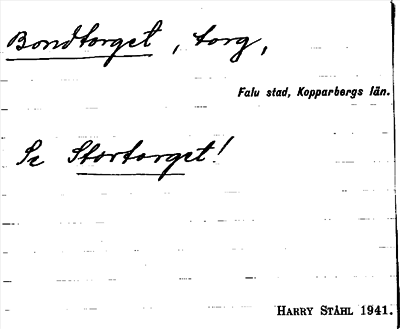 Bondtorget, torg,
Falu stad, Kopparbergs län.
Se Stortorget!
HARRY STÅHL 1941.